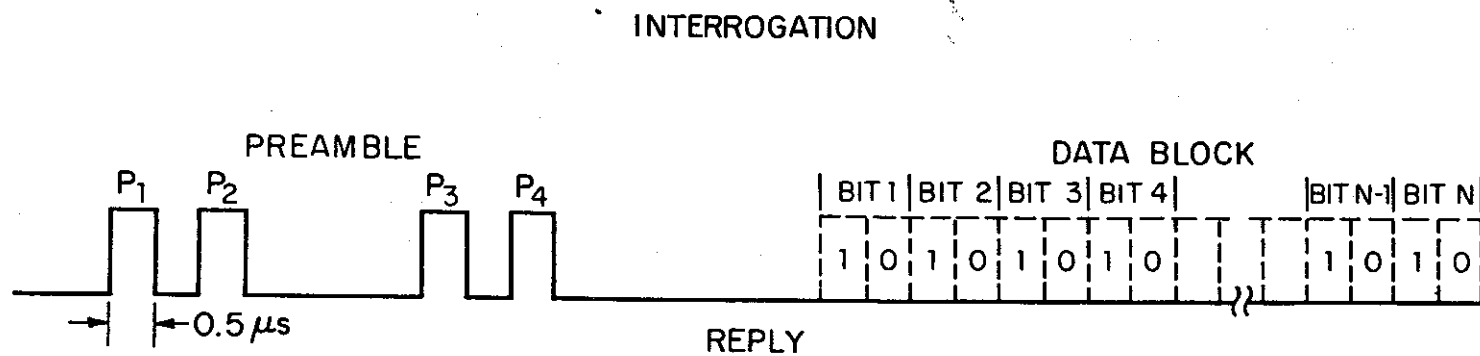 INTERROGATION
PREAMBLE
DATA BLOCK
P1 P2 P3 P4
BIT 1 BIT 2 BIT 3 BIT 4 BIT N-1 BIT N
1 0 1 0 1 0 1 0 1 0 1 0
0.5 μs
REPLY